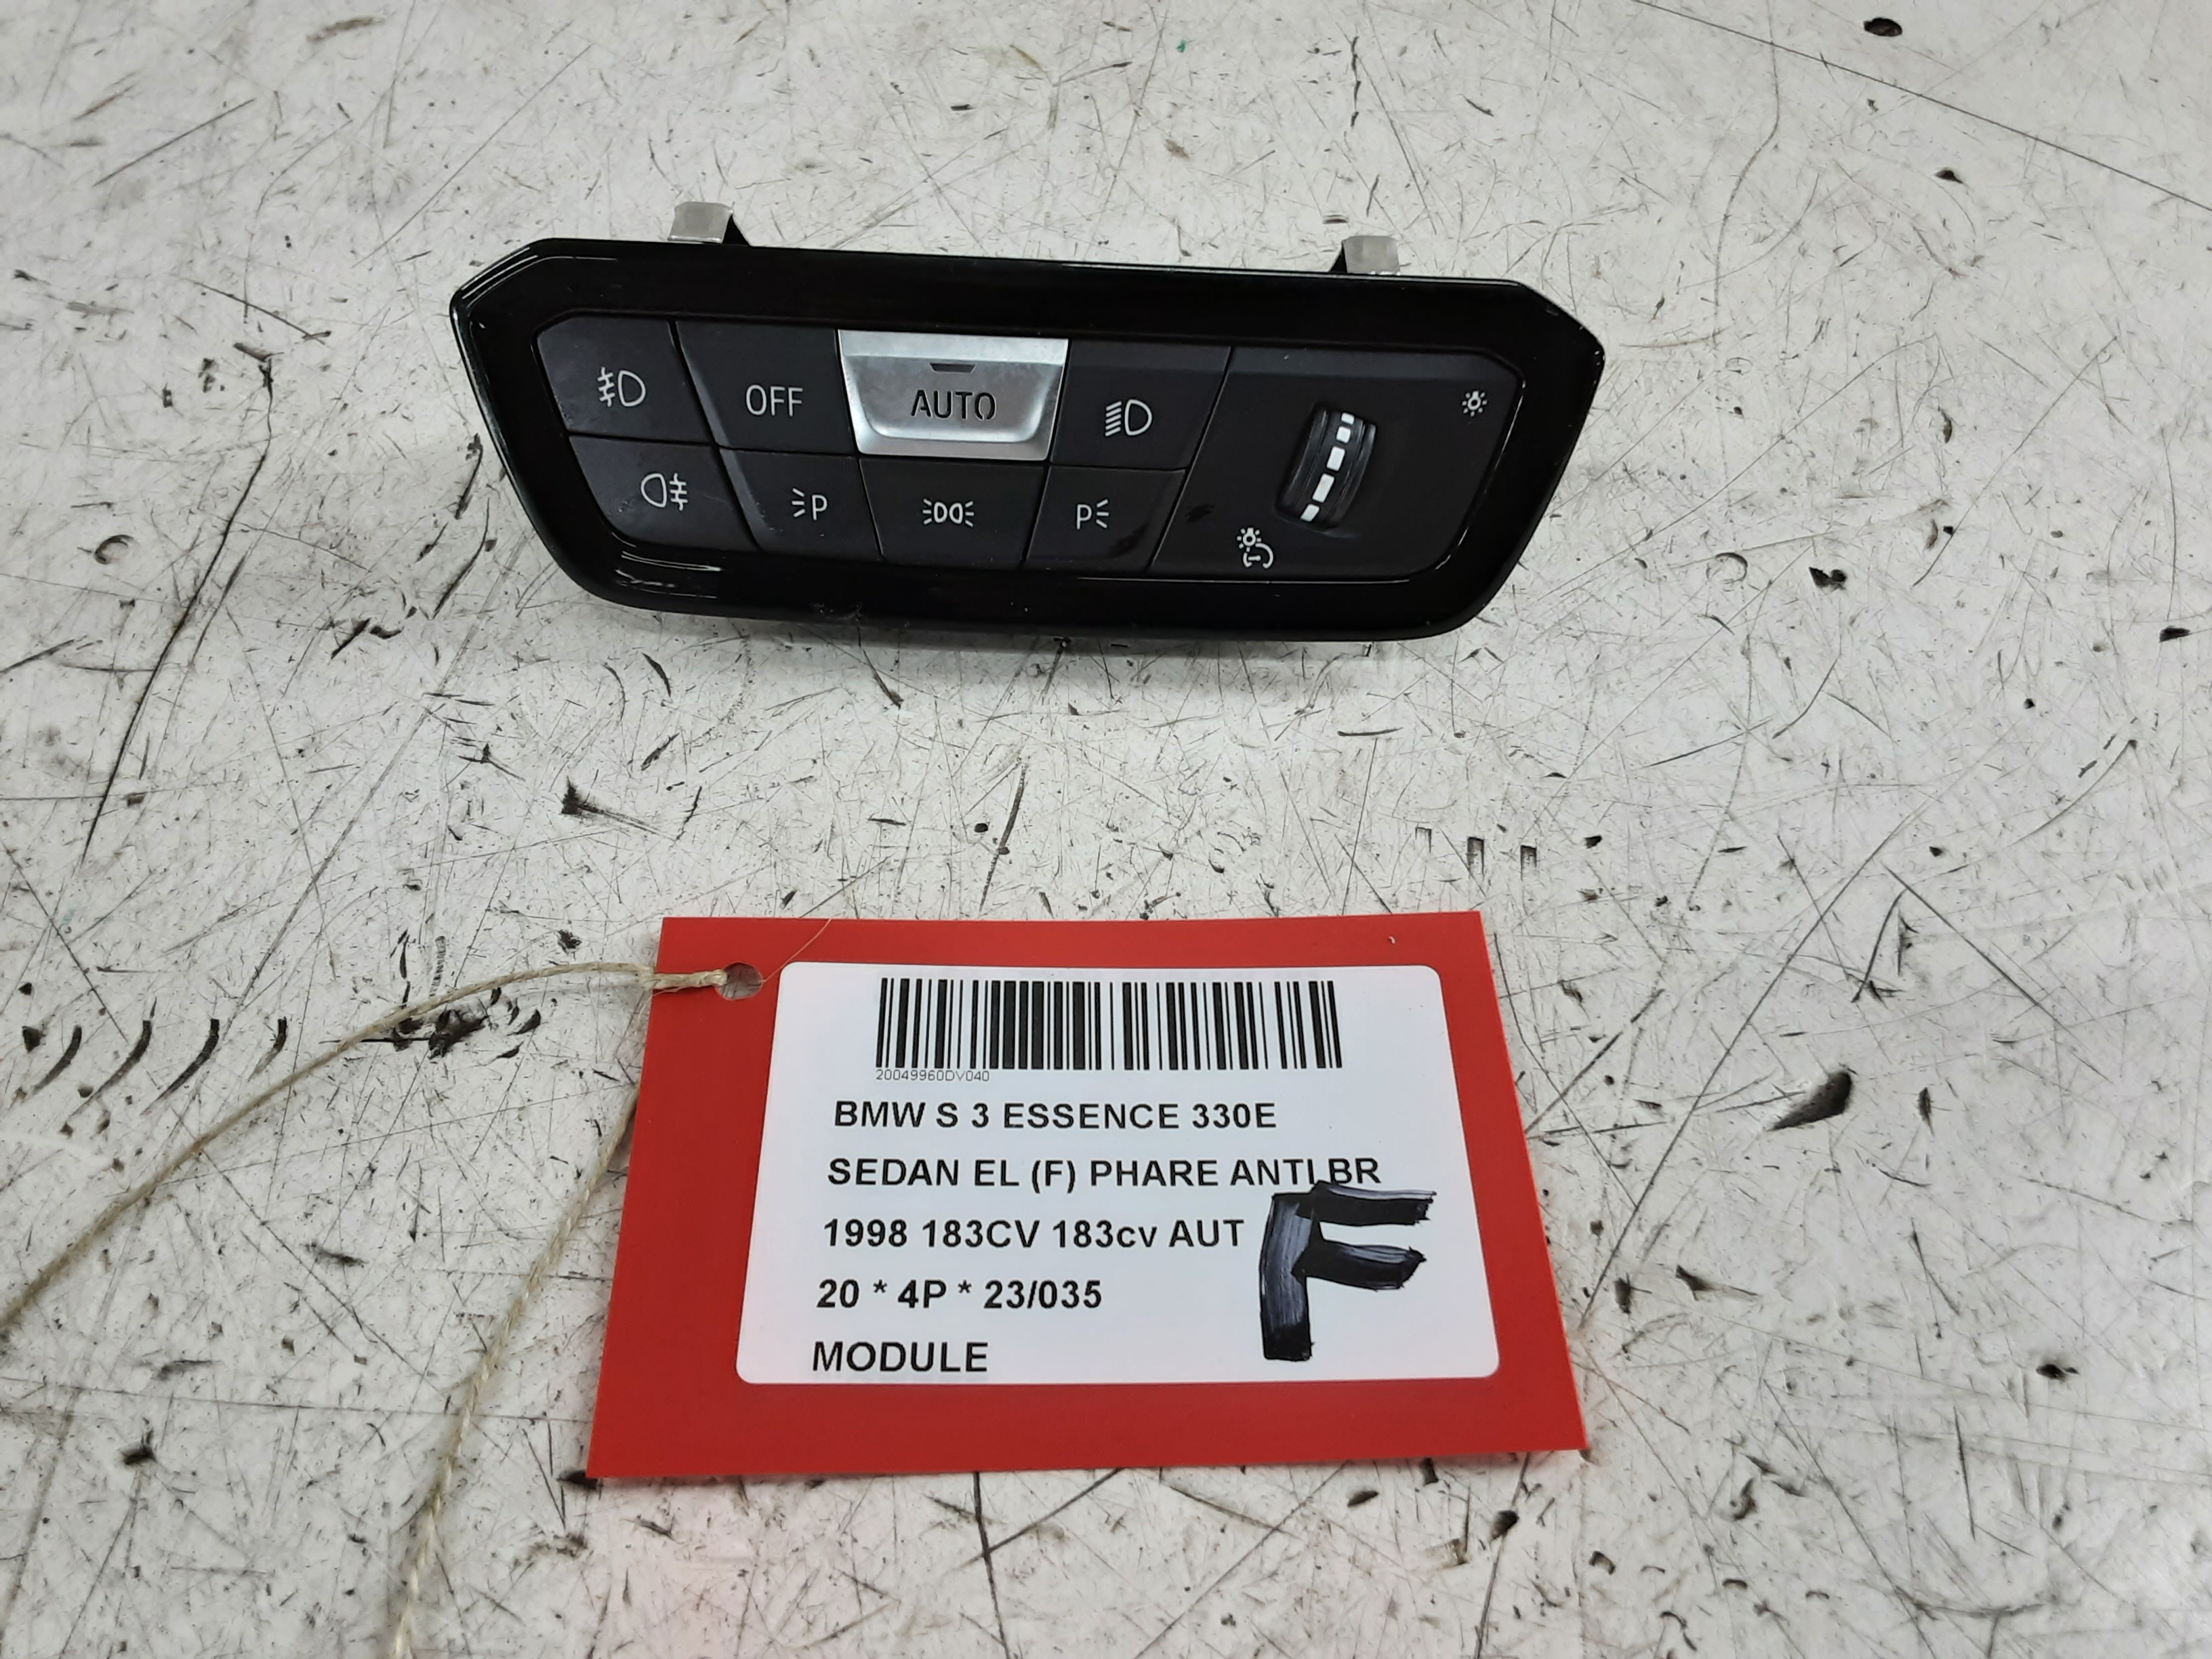 OFF
AUTO
P
P
20049960DV040
BMW S 3 ESSENCE 330E
SEDAN EL (F) PHARE ANTI BR
1998 183CV 183cv AUT
20 * 4P * 23/035
MODULE
F